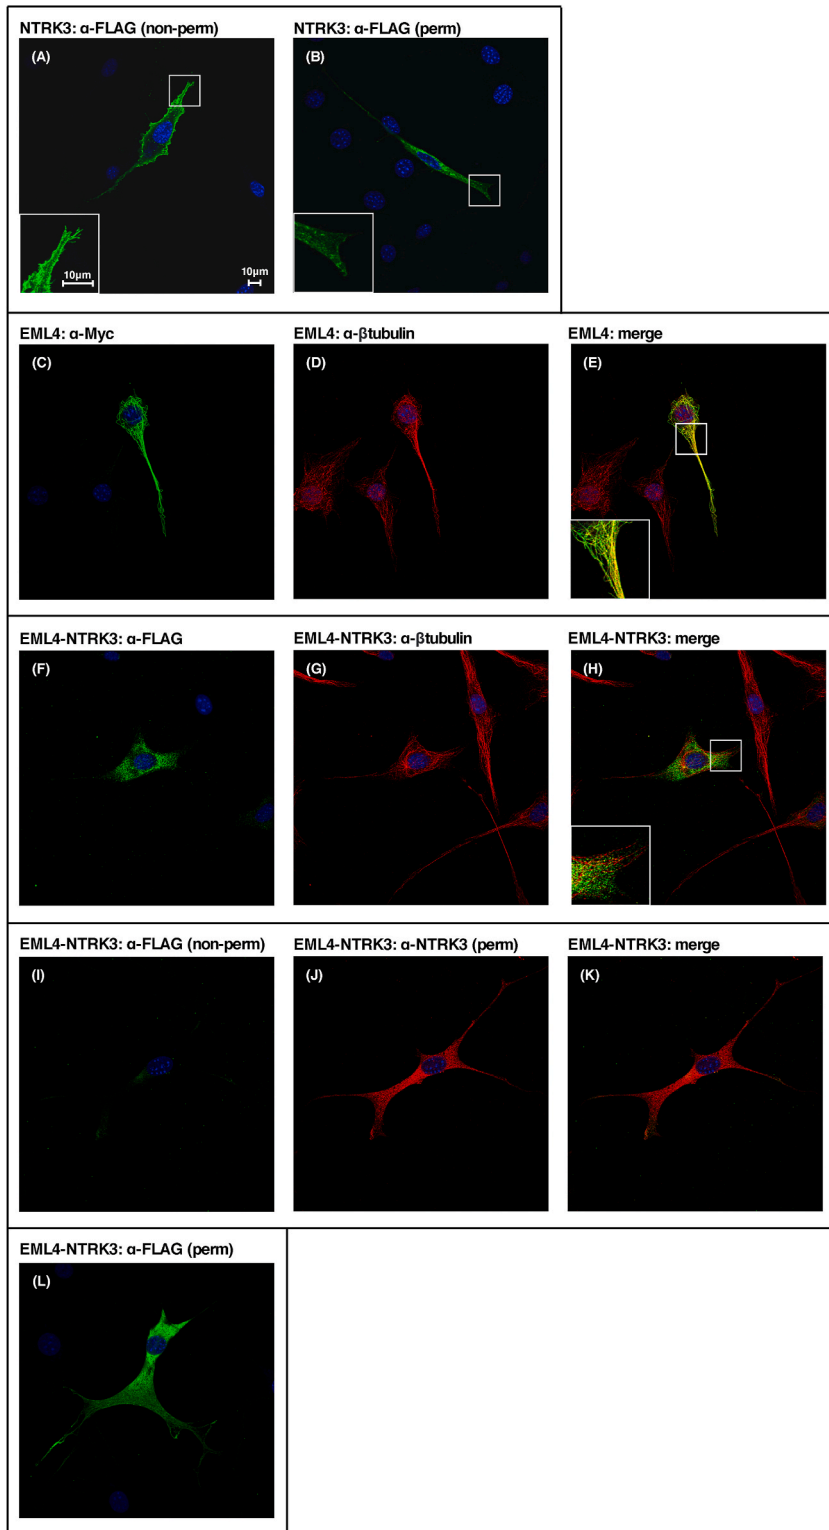 NTRK3: α-FLAG (non-perm)
NTRK3: α-FLAG (perm)
(A)
(B)
10µm
10µm
EML4: α-Myc
EML4: α-βtubulin
EML4: merge
(C)
(D)
(E)
EML4-NTRK3: α-FLAG
EML4-NTRK3: α-βtubulin
EML4-NTRK3: merge
(F)
(G)
(H)
EML4-NTRK3: α-FLAG (non-perm)
EML4-NTRK3: α-NTRK3 (perm)
EML4-NTRK3: merge
(I)
(J)
(K)
EML4-NTRK3: α-FLAG (perm)
(L)